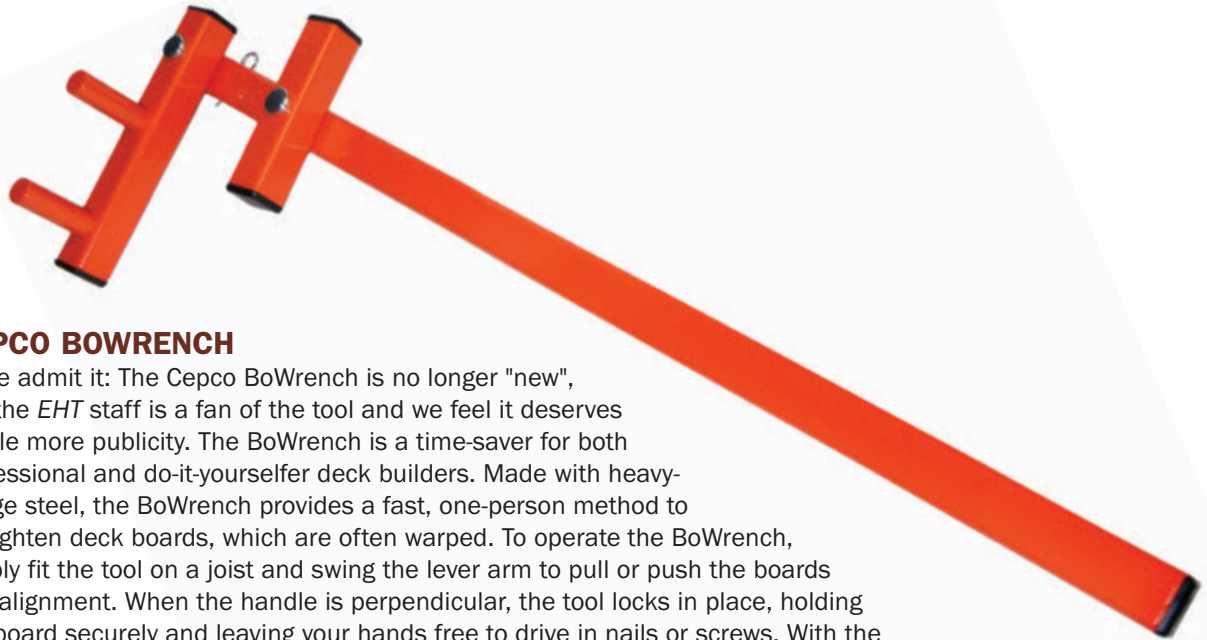 PCO BOWRENCH
e admit it: The Cepco BoWrench is no longer "new",
the EHT staff is a fan of the tool and we feel it deserves
le more publicity. The BoWrench is a time-saver for both
essional and do-it-yourselfer deck builders. Made with heavy-
ge steel, the BoWrench provides a fast, one-person method to
ighten deck boards, which are often warped. To operate the BoWrench,
ply fit the tool on a joist and swing the lever arm to pull or push the boards
alignment. When the handle is perpendicular, the tool locks in place, holding
board securely and leaving your hands free to drive in nails or screws. With the